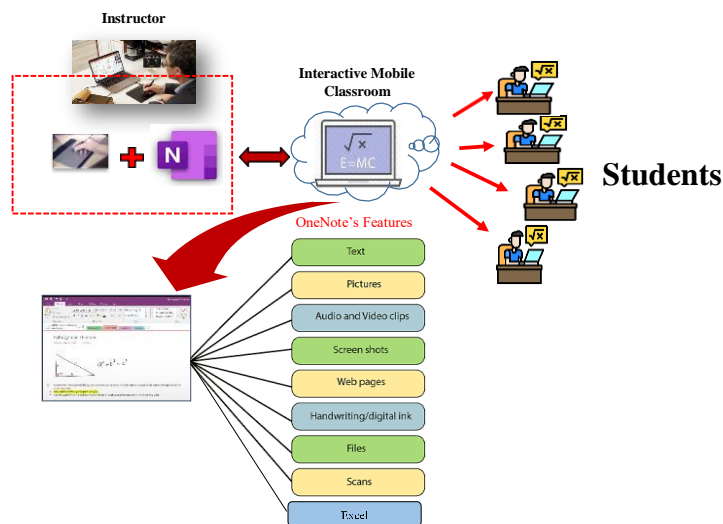 Instructor
Interactive Mobile
Classroom
N
√x
E=MC
√x
√x
√x
√x
Students
OneNote's Features
Text
Pictures
Audio and Video clips
Screen shots
Web pages
Handwriting/digital ink
Files
Scans
Excel